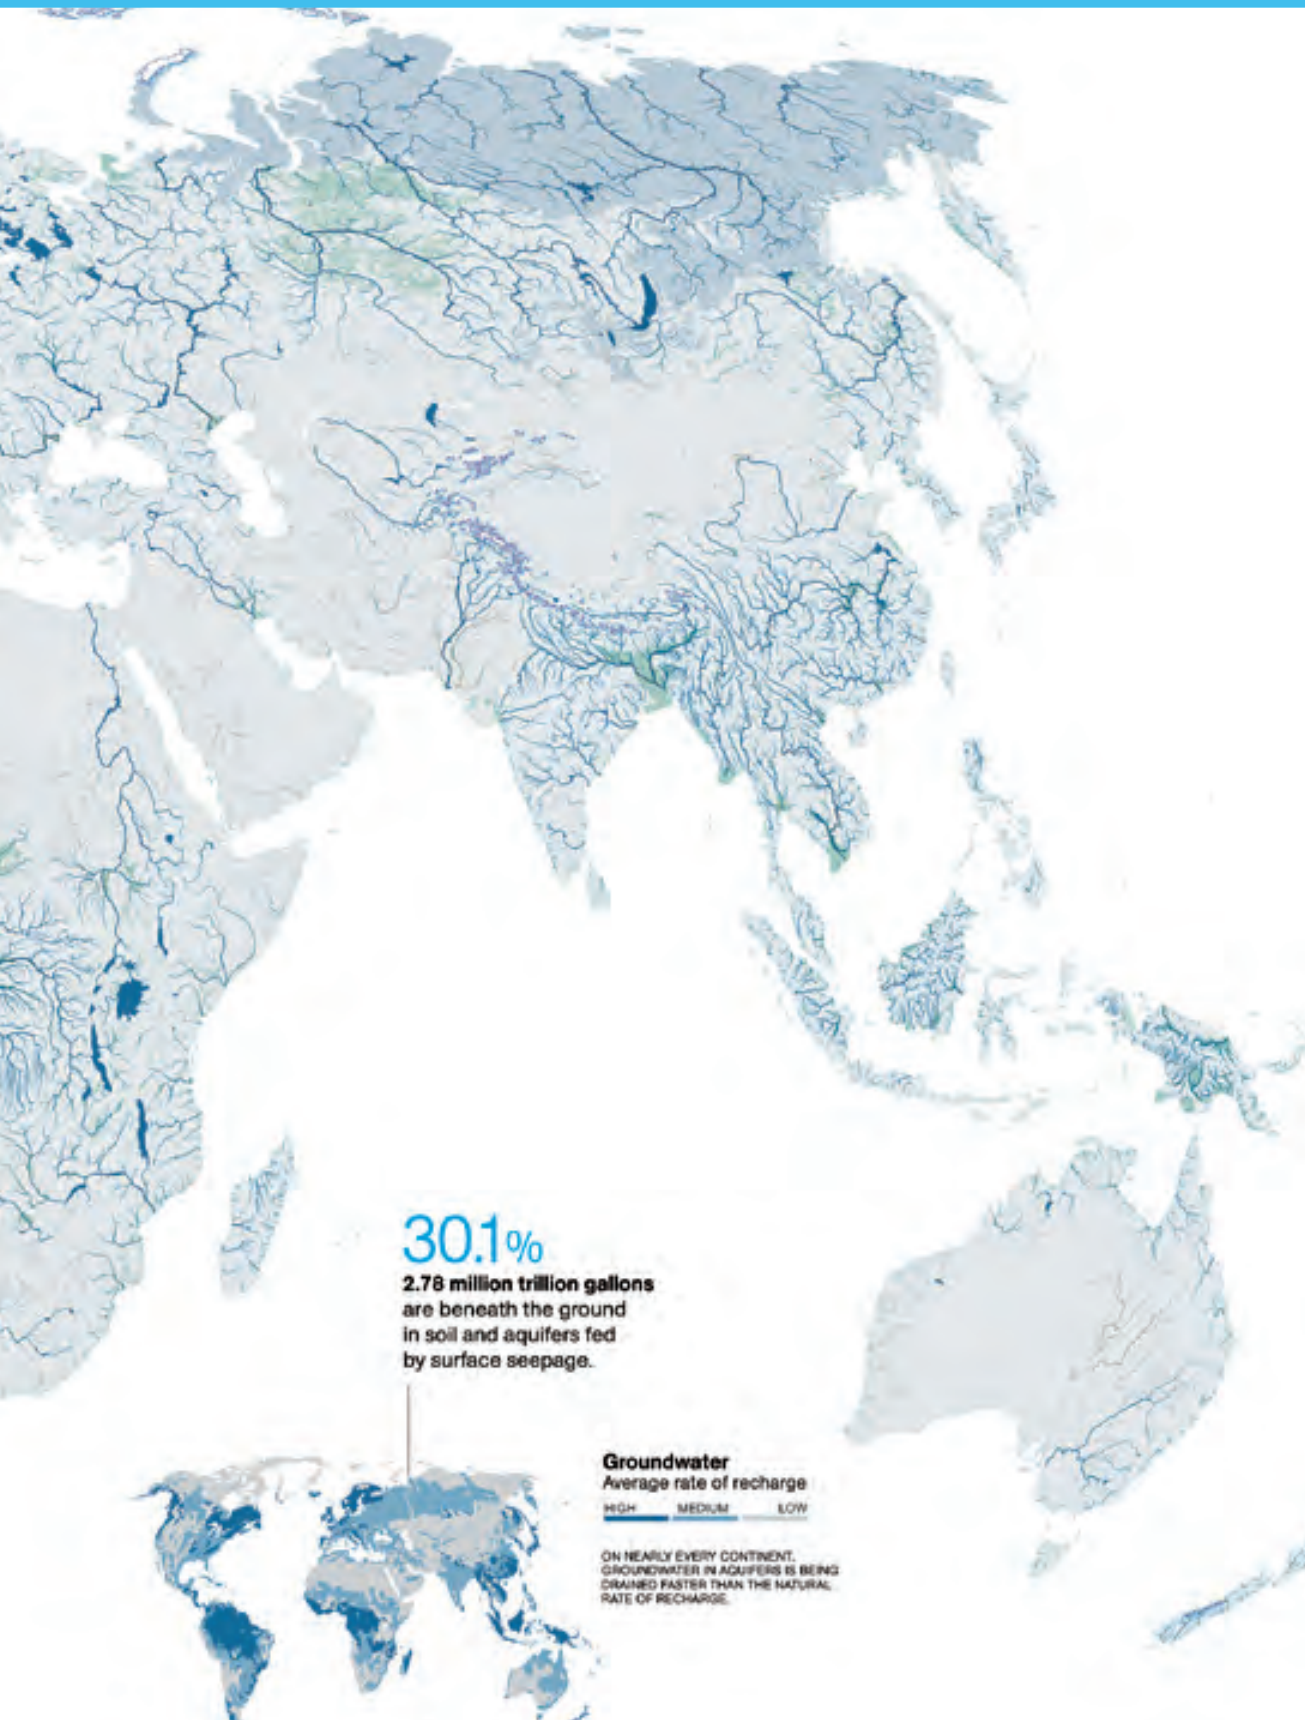 30.1%
2.78 million trillion gallons
are beneath the ground
in soil and aquifers fed
by surface seepage.
Groundwater
Average rate of recharge
HIGH MEDIUM LOW
ON NEARLY EVERY CONTINENT,
GROUNDWATER IN AQUIFERS IS BEING
DRAINED FASTER THAN THE NATURAL
RATE OF RECHARGE.